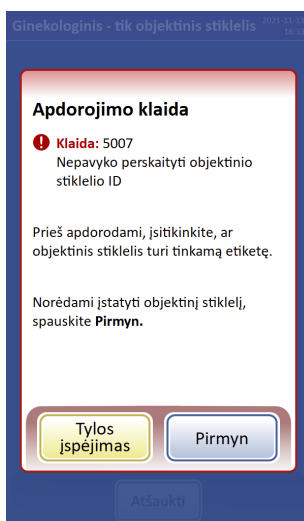 Ginekologinis - tik objektinis stiklelis
Apdorojimo klaida
Klaida: 5007
Nepavyko perskaityti objektinio
stiklelio ID
Prieš apdorodami, įsitikinkite, ar
objektinis stiklelis turi tinkamą etiketę.
Norėdami įstatyti objektinį stiklelį,
spauskite Pirmyn.
Tylos
įspėjimas
Pirmyn
Atšaukti